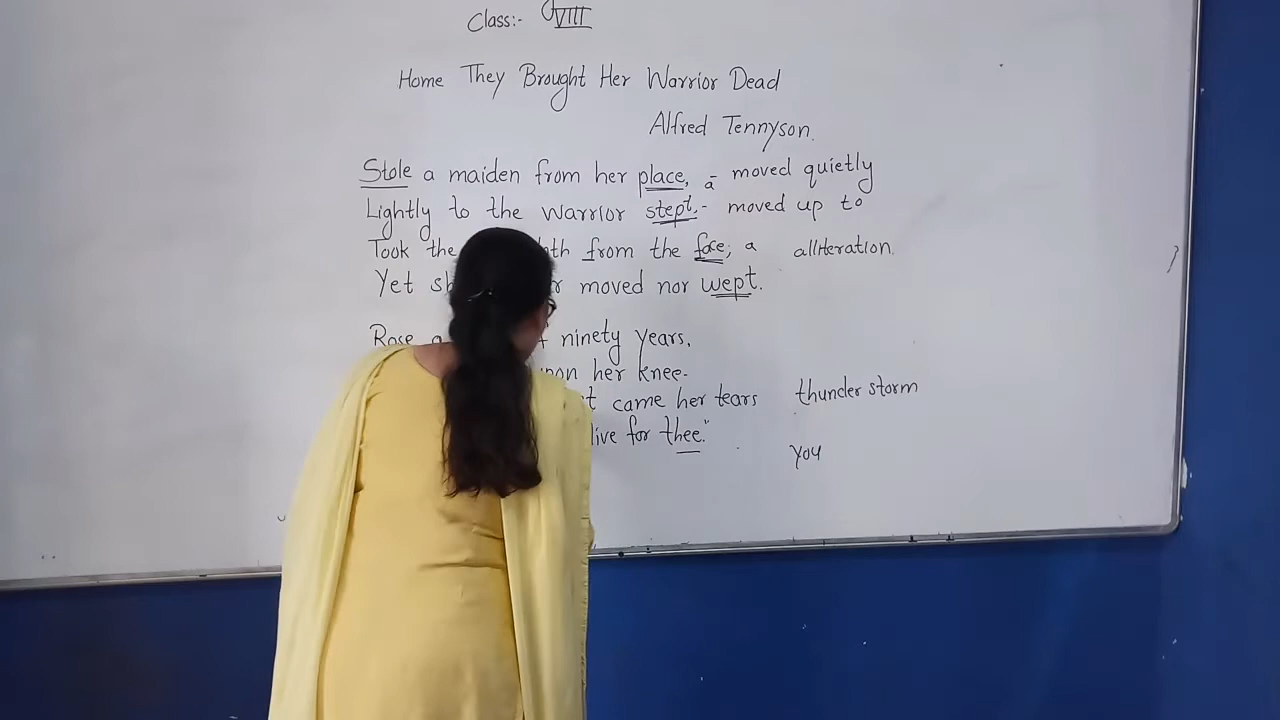 Class:- VIII
Home They Brought Her Warrior Dead
Alfred Tennyson.
Stole a maiden from her place, a - moved quietly
Lightly to the warrior stept.- moved up to
Took the from the face; a alliteration.
Yet moved nor wept.
Rose ninety years.
her knee-
came her tears thunder storm
live for thee."
you